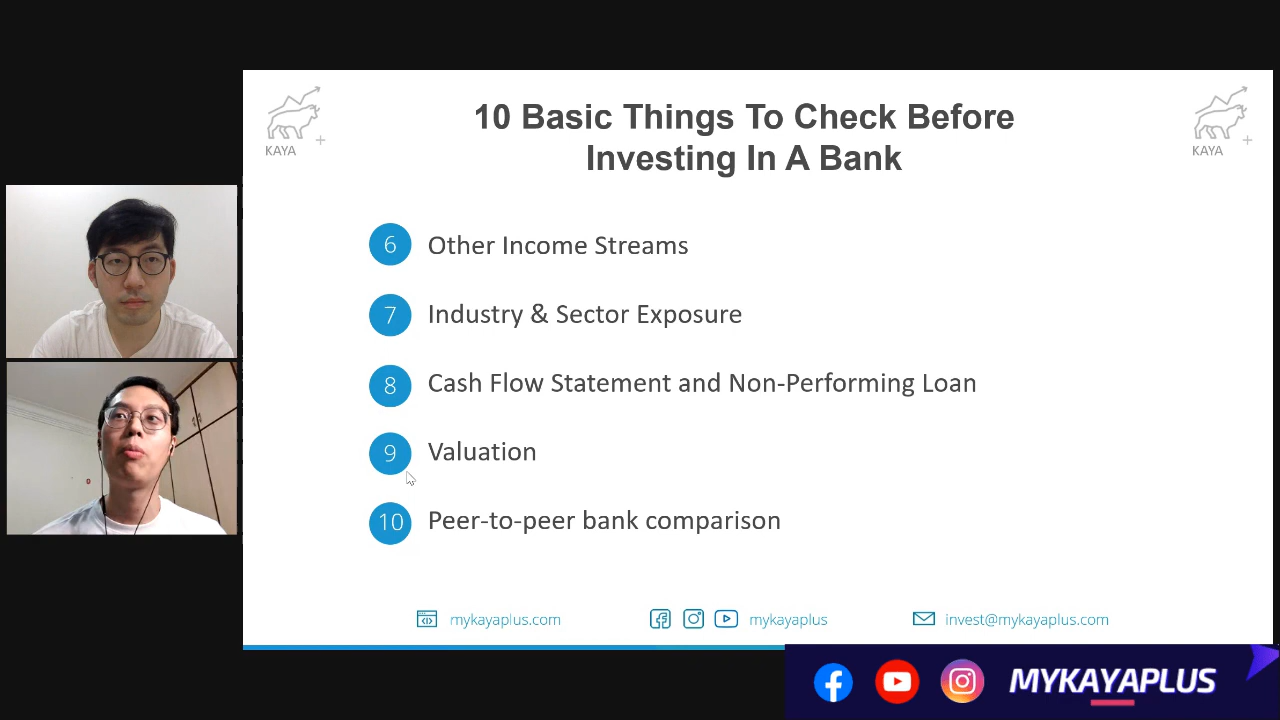 10 Basic Things To Check Before
Investing In A Bank
KAYA
+
KAYA
+
6 Other Income Streams
7 Industry & Sector Exposure
8 Cash Flow Statement and Non-Performing Loan
9 Valuation
10 Peer-to-peer bank comparison
mykayaplus.com mykayaplus invest@mykayaplus.com
MYKAYAPLUS